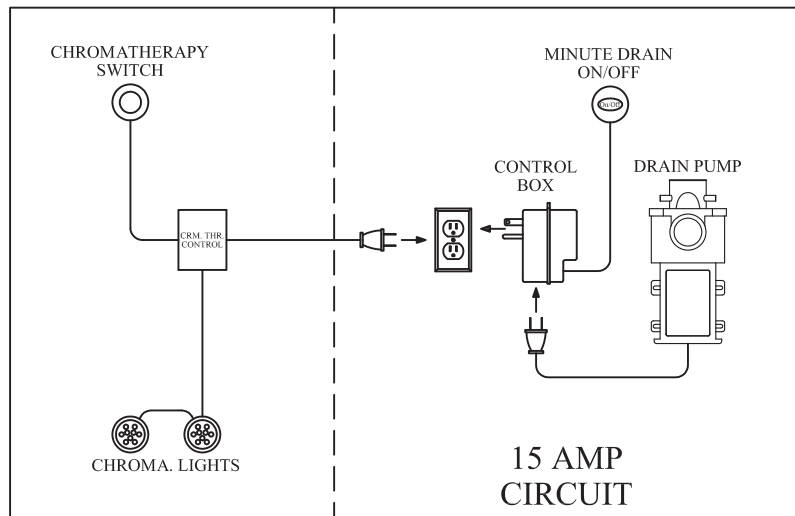 CHROMATHERAPY
SWITCH
MINUTE DRAIN
ON/OFF
On/Off
CONTROL
BOX
DRAIN PUMP
CRM. THR.
CONTROL
CHROMA. LIGHTS
15 AMP
CIRCUIT